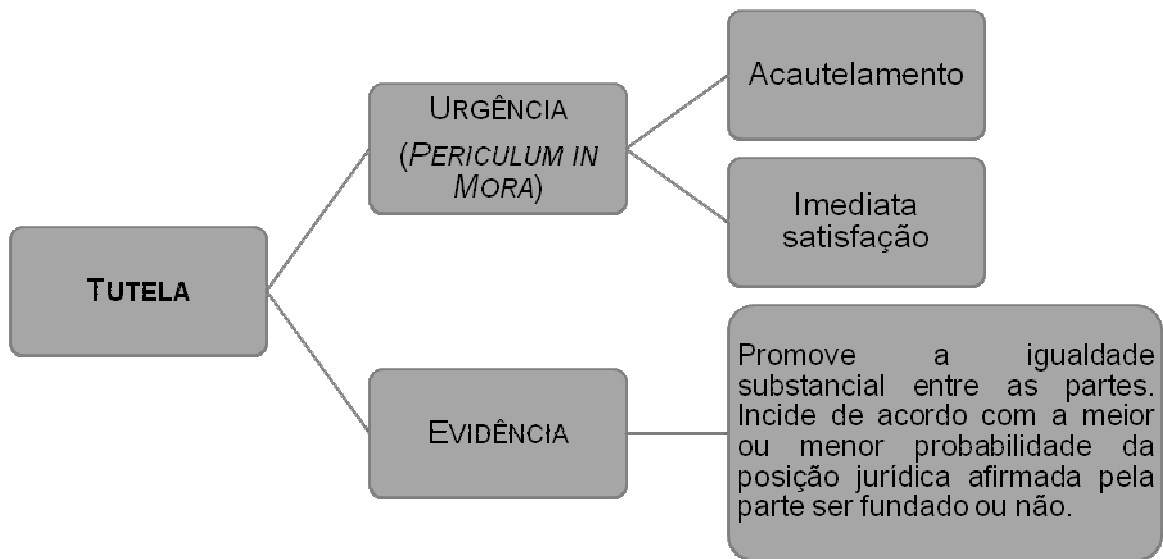 TUTELA
URGÊNCIA
(PERICULUM IN
MORA)
Acautelamento
Imediata
satisfação
EVIDÊNCIA
Promove a igualdade
substancial entre as partes.
Incide de acordo com a meior
ou menor probabilidade da
posição jurídica afirmada pela
parte ser fundado ou não.